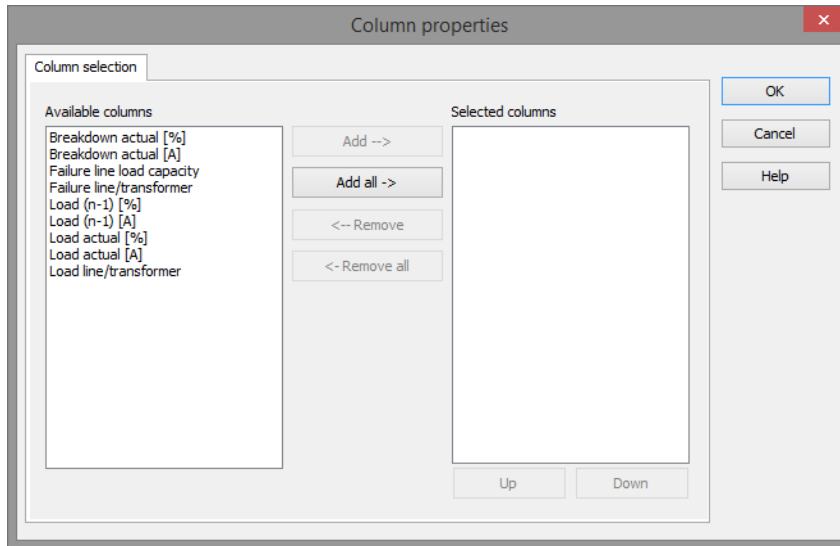 Column properties
Column selection
Available columns
Breakdown actual [%]
Breakdown actual [A]
Failure line load capacity
Failure line/transformer
Load (n-1) [%]
Load (n-1) [A]
Load actual [%]
Load actual [A]
Load line/transformer
Add -->
Add all ->
<-- Remove
<- Remove all
Selected columns
Up
Down
OK
Cancel
Help